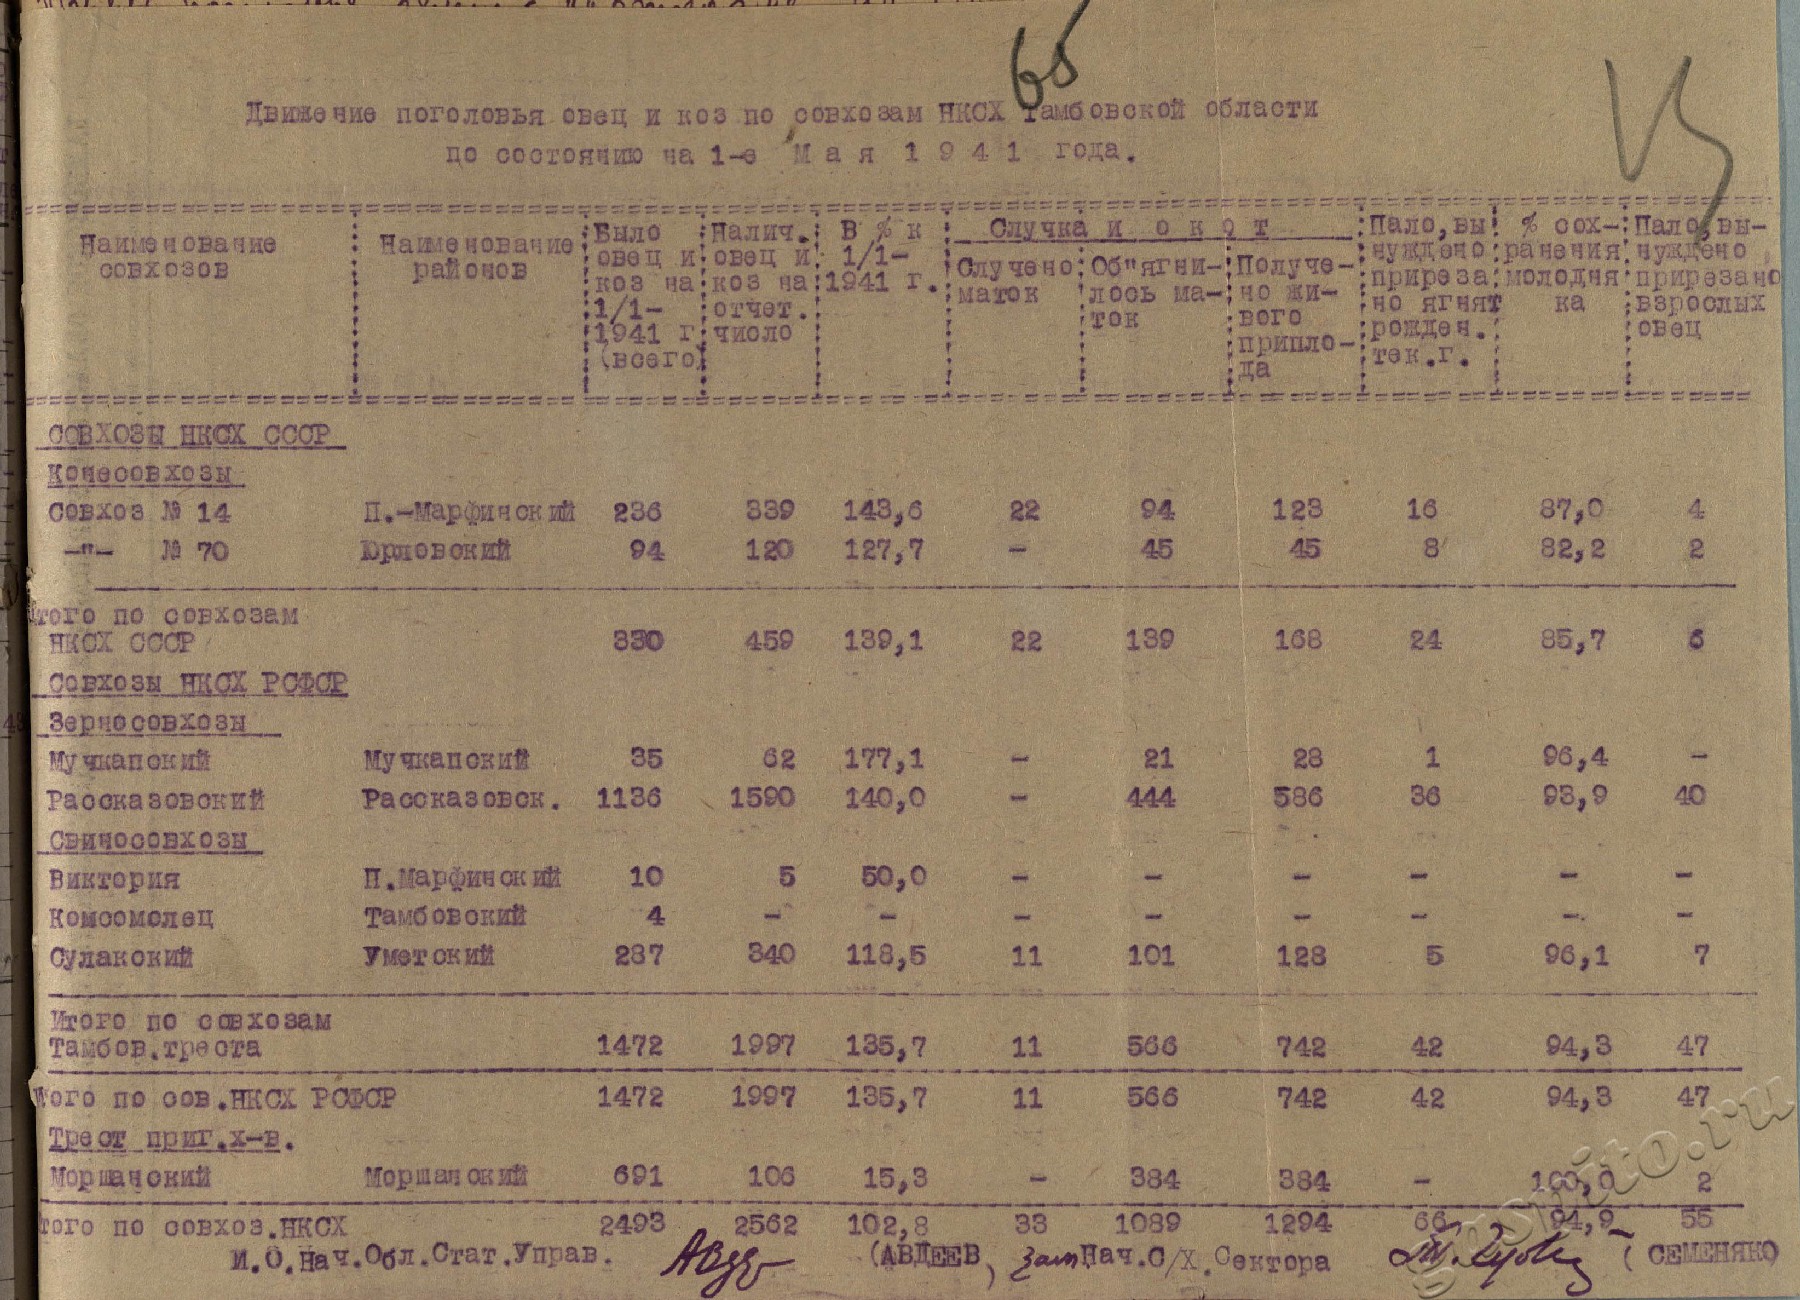 65
Движение поголовья овец и коз по совхозам НКСХ Тамбовской области
по состоянию на 1-е Мая 1941 года.
Наименование совхозов
Наименование районов
Было овец и коз на 1/1-1941 г. (всего)
Налич. овец и коз на отчет. число
В % к 1/1-1941 г.
Случка и окот
Случено маток
Об"ягнилось маток
Получено живого приплода
Пало, вынуждено прирезано ягнят рожден. тек.г.
% сохранения молодняка
Пало, вынуждено прирезано взрослых овец
СОВХОЗЫ НКСХ СССР
Конесовхозы
Совхоз № 14 П.-Марфинский 236 339 143,6 22 94 123 16 87,0 4
-"- № 70 Юрловский 94 120 127,7 - 45 45 8 82,2 2
Итого по совхозам
НКСХ СССР 330 459 139,1 22 139 168 24 85,7 6
Совхозы НКСХ РСФСР
Зерносовхозы
Мучкапский Мучкапский 35 62 177,1 - 21 28 1 96,4 -
Рассказовский Рассказовск. 1136 1590 140,0 - 444 586 36 93,9 40
Свиносовхозы
Виктория П.Марфинский 10 5 50,0 - - - - - -
Комсомолец Тамбовский 4 - - - - - - - -
Сулакский Уметский 287 340 118,5 11 101 128 5 96,1 7
Итого по совхозам
Тамбов.треста 1472 1997 135,7 11 566 742 42 94,3 47
Итого по сов.НКСХ РСФСР 1472 1997 135,7 11 566 742 42 94,3 47
Трест приг.х-в.
Моршанский Моршанский 691 106 15,3 - 384 384 - 100,0 2
Итого по совхоз.НКСХ 2493 2562 102,8 33 1089 1294 66 94,9 55
И.О.Нач.Обл.Стат.Управ. (АВДЕЕВ) зам.Нач.С/Х.Сектора (СЕМЕНЯКО)